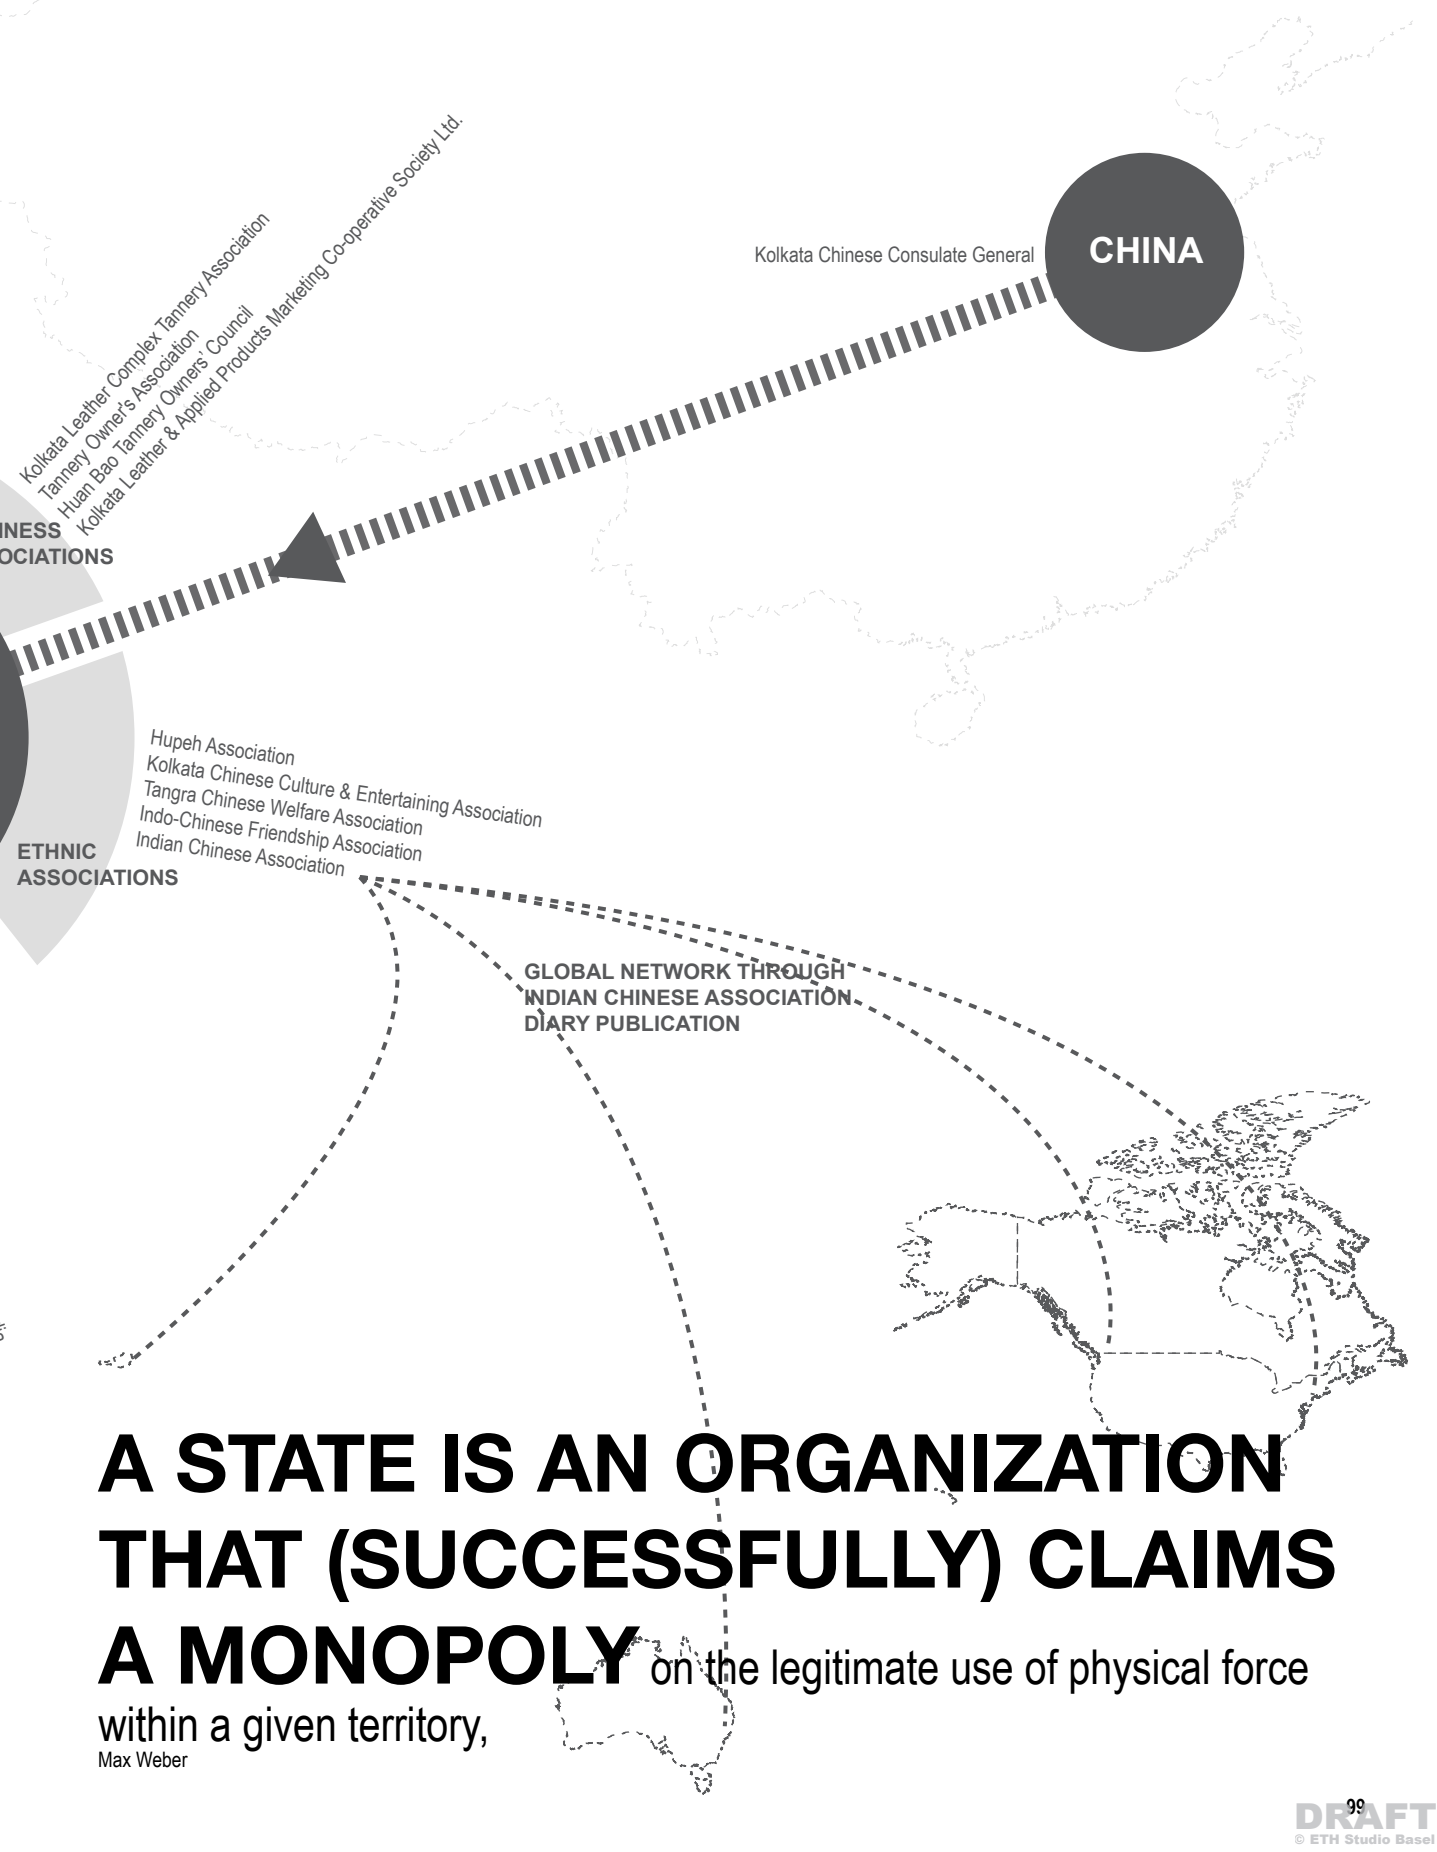 Kolkata Chinese Consulate General
CHINA
Kolkata Leather Complex Tannery Association
Tannery Owner's Association
Huan Bao Tannery Owners' Council
Kolkata Leather & Applied Products Marketing Co-operative Society Ltd.
INESS
OCIATIONS
Hupeh Association
Kolkata Chinese Culture & Entertaining Association
Tangra Chinese Welfare Association
Indo-Chinese Friendship Association
Indian Chinese Association
ETHNIC
ASSOCIATIONS
GLOBAL NETWORK THROUGH
INDIAN CHINESE ASSOCIATION
DIARY PUBLICATION
A STATE IS AN ORGANIZATION
THAT (SUCCESSFULLY) CLAIMS
A MONOPOLY on the legitimate use of physical force
within a given territory,
Max Weber
99
DRAFT
© ETH Studio Basel